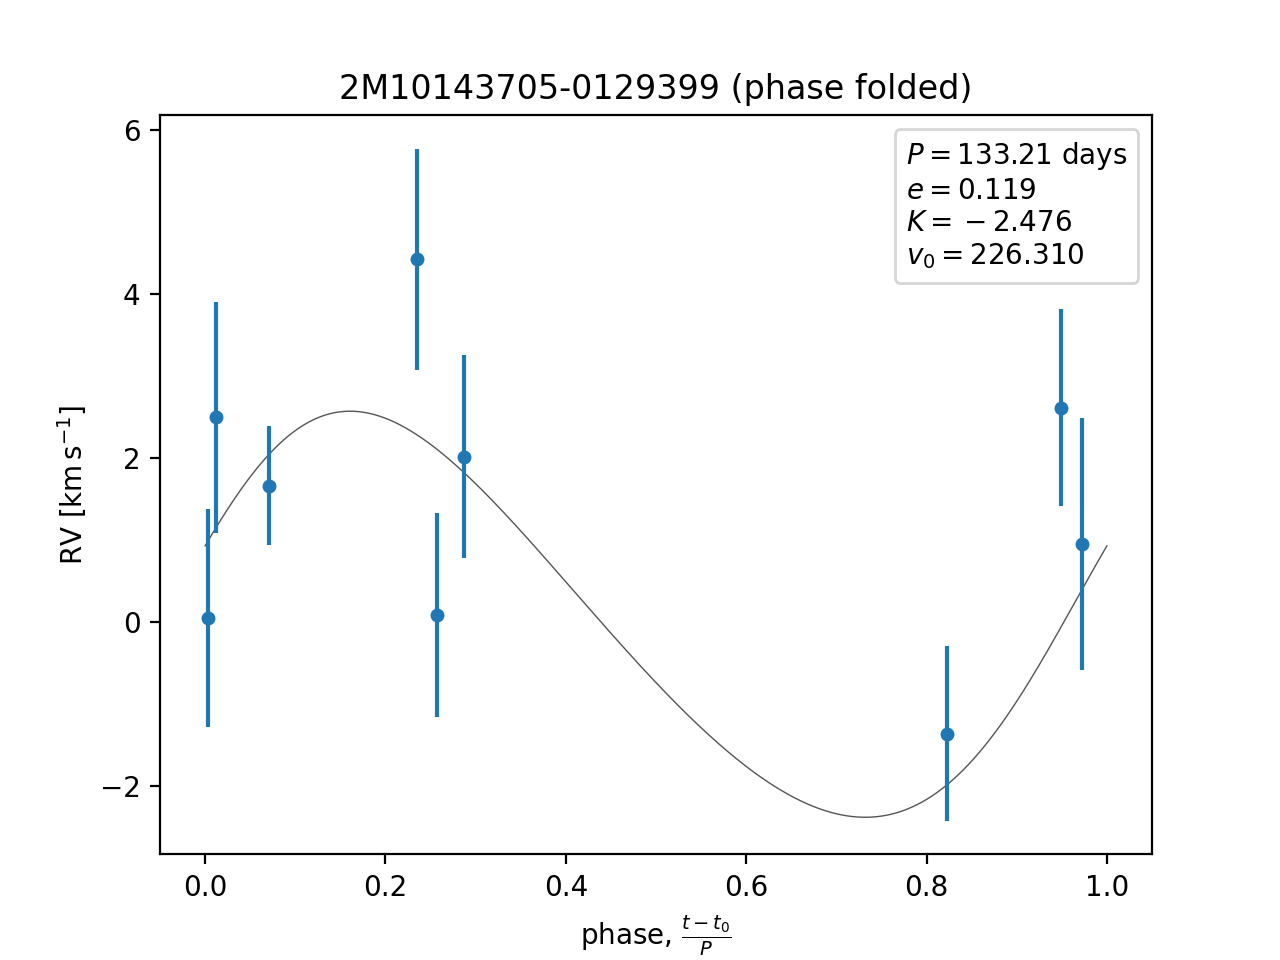 2M10143705-0129399 (phase folded)
P = 133.21 days
e = 0.119
K = −2.476
v₀ = 226.310
RV [km s⁻¹]
6
4
2
0
−2
0.0 0.2 0.4 0.6 0.8 1.0
phase, (t − t₀)/P